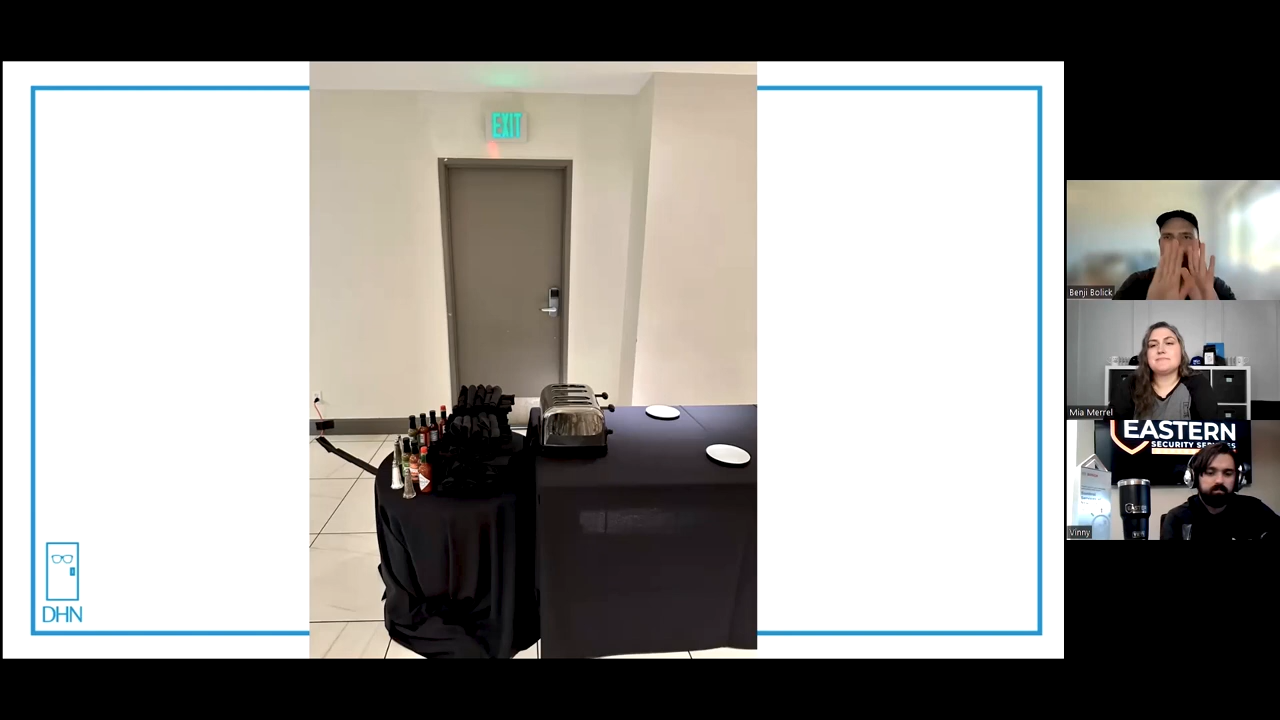 EXIT
DHN
Benji Bolick
Mia Merrel
EASTERN
SECURITY SERVICES
Vinny